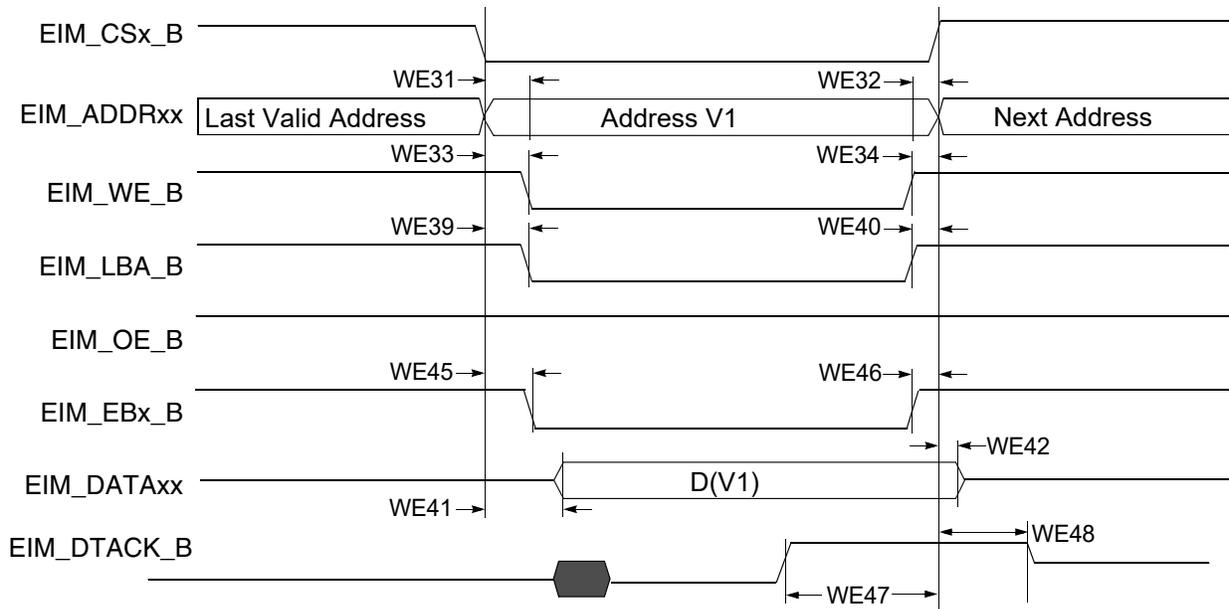 EIM_CSx_B
WE31
WE32
EIM_ADDRxx
Last Valid Address
Address V1
Next Address
WE33
WE34
EIM_WE_B
WE39
WE40
EIM_LBA_B
EIM_OE_B
WE45
WE46
EIM_EBx_B
WE42
EIM_DATAxx
D(V1)
WE41
EIM_DTACK_B
WE48
WE47